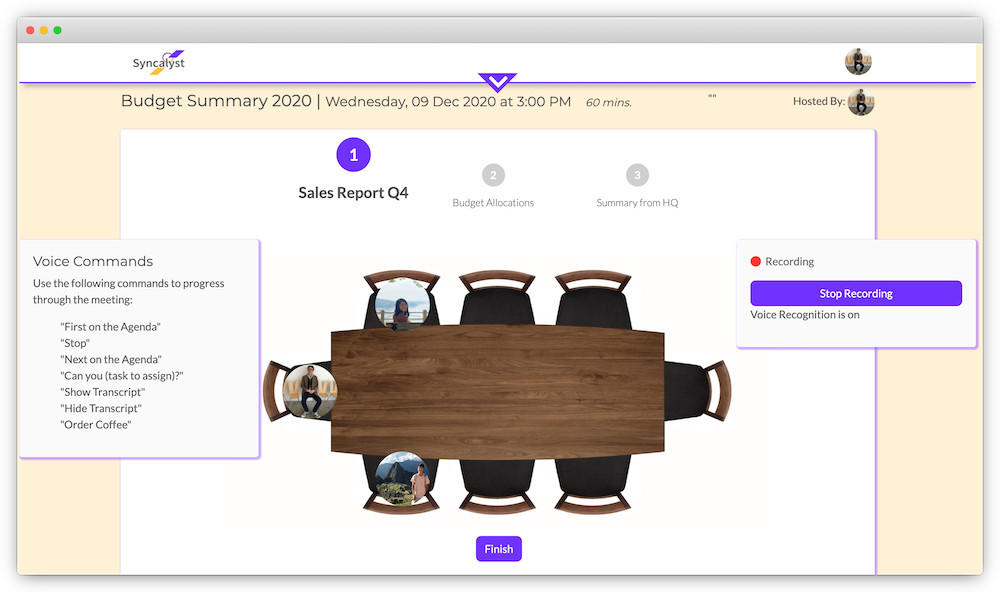 Syncalyst
Budget Summary 2020 | Wednesday, 09 Dec 2020 at 3:00 PM 60 mins. "" Hosted By:
1
Sales Report Q4
2
Budget Allocations
3
Summary from HQ
Voice Commands
Use the following commands to progress
through the meeting:
"First on the Agenda"
"Stop"
"Next on the Agenda"
"Can you (task to assign)?"
"Show Transcript"
"Hide Transcript"
"Order Coffee"
Recording
Stop Recording
Voice Recognition is on
Finish